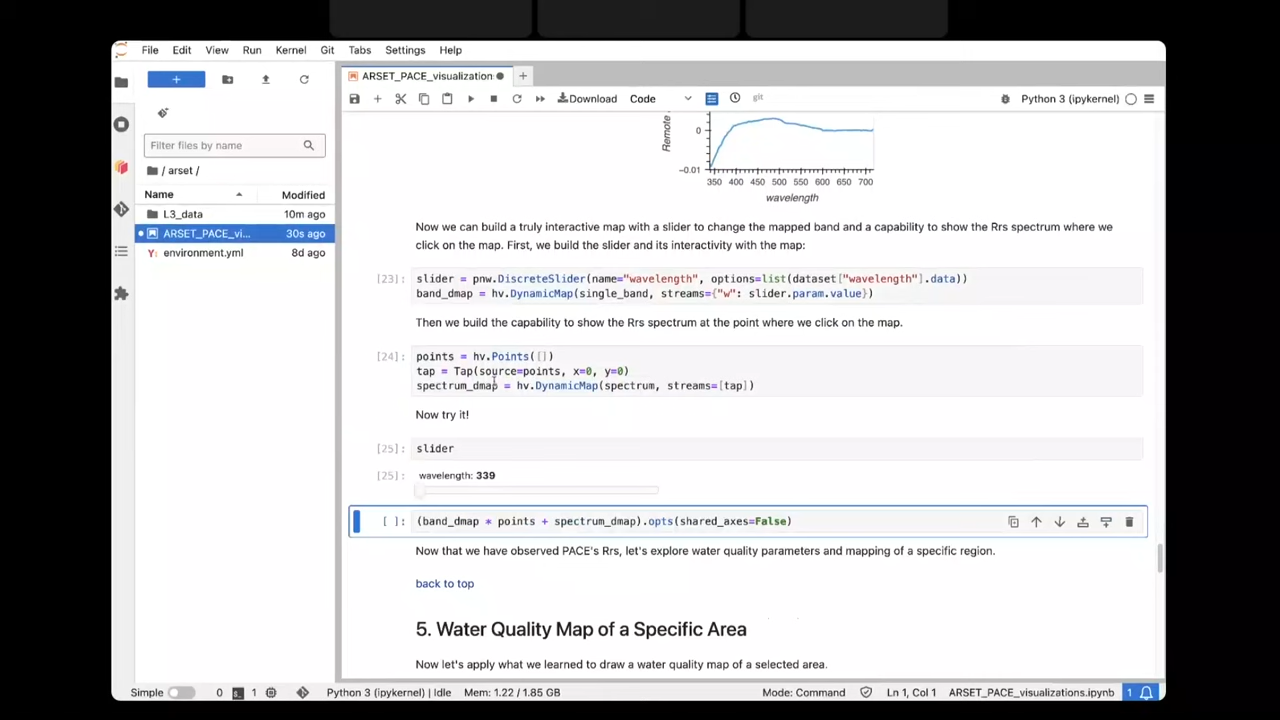 File Edit View Run Kernel Git Tabs Settings Help
ARSET_PACE_visualization
Download Code git Python 3 (ipykernel)
Filter files by name
/ arset /
Name Modified
L3_data 10m ago
ARSET_PACE_vi... 30s ago
environment.yml 8d ago
Remote
0
-0.01
350 400 450 500 550 600 650 700
wavelength
Now we can build a truly interactive map with a slider to change the mapped band and a capability to show the Rrs spectrum where we
click on the map. First, we build the slider and its interactivity with the map:
[23]: slider = pnw.DiscreteSlider(name="wavelength", options=list(dataset["wavelength"].data))
band_dmap = hv.DynamicMap(single_band, streams={"w": slider.param.value})
Then we build the capability to show the Rrs spectrum at the point where we click on the map.
[24]: points = hv.Points([])
tap = Tap(source=points, x=0, y=0)
spectrum_dmap = hv.DynamicMap(spectrum, streams=[tap])
Now try it!
[25]: slider
[25]: wavelength: 339
[ ]: (band_dmap * points + spectrum_dmap).opts(shared_axes=False)
Now that we have observed PACE's Rrs, let's explore water quality parameters and mapping of a specific region.
back to top
5. Water Quality Map of a Specific Area
Now let's apply what we learned to draw a water quality map of a selected area.
Simple 0 1 Python 3 (ipykernel) | Idle Mem: 1.22 / 1.85 GB Mode: Command Ln 1, Col 1 ARSET_PACE_visualizations.ipynb 1